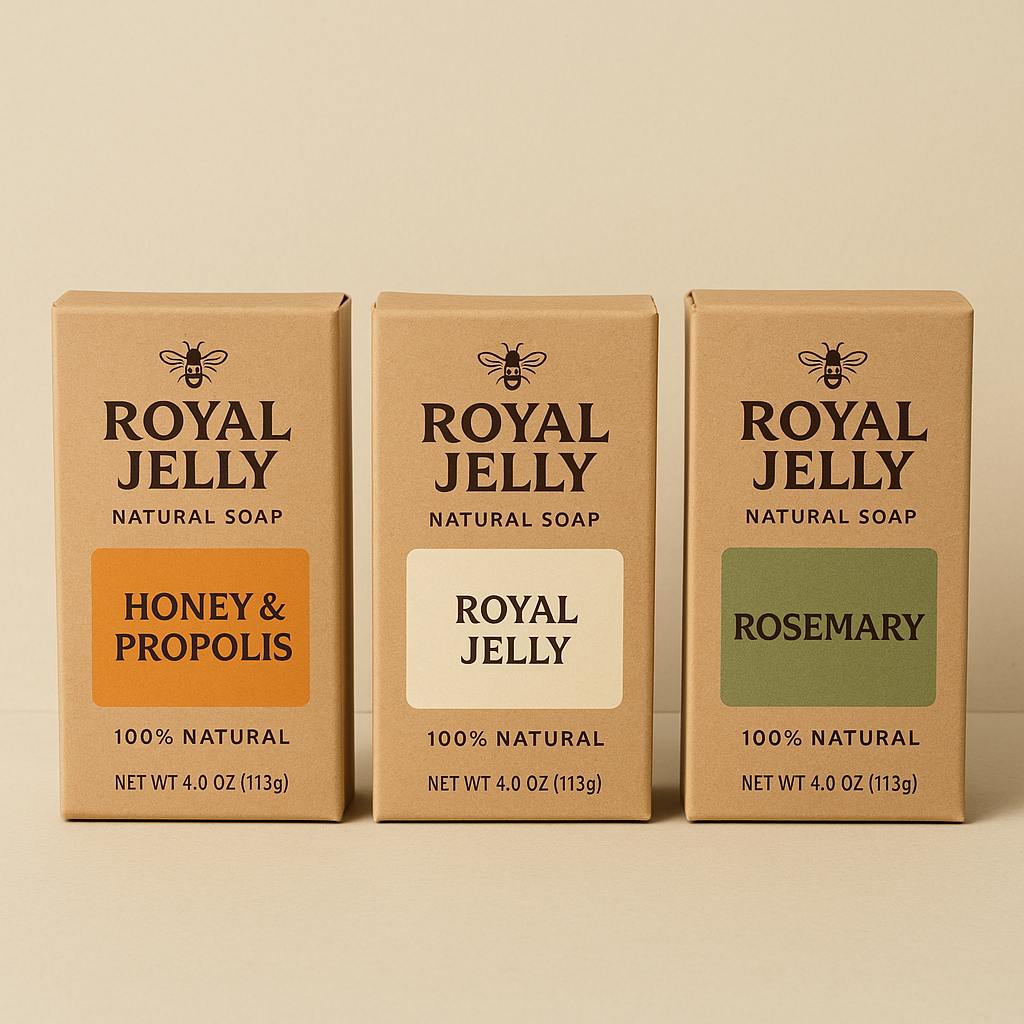 ROYAL
JELLY
NATURAL SOAP
HONEY &
PROPOLIS
100% NATURAL
NET WT 4.0 OZ (113g)
ROYAL
JELLY
NATURAL SOAP
ROYAL
JELLY
100% NATURAL
NET WT 4.0 OZ (113g)
ROYAL
JELLY
NATURAL SOAP
ROSEMARY
100% NATURAL
NET WT 4.0 OZ (113g)